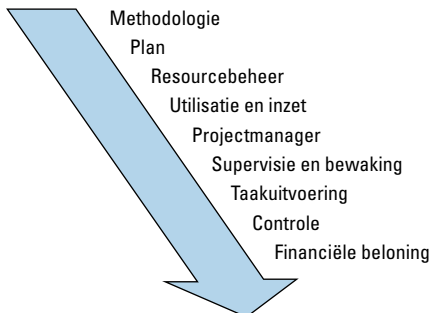 Methodologie
Plan
Resourcebeheer
Utilisatie en inzet
Projectmanager
Supervisie en bewaking
Taakuitvoering
Controle
Financiële beloning